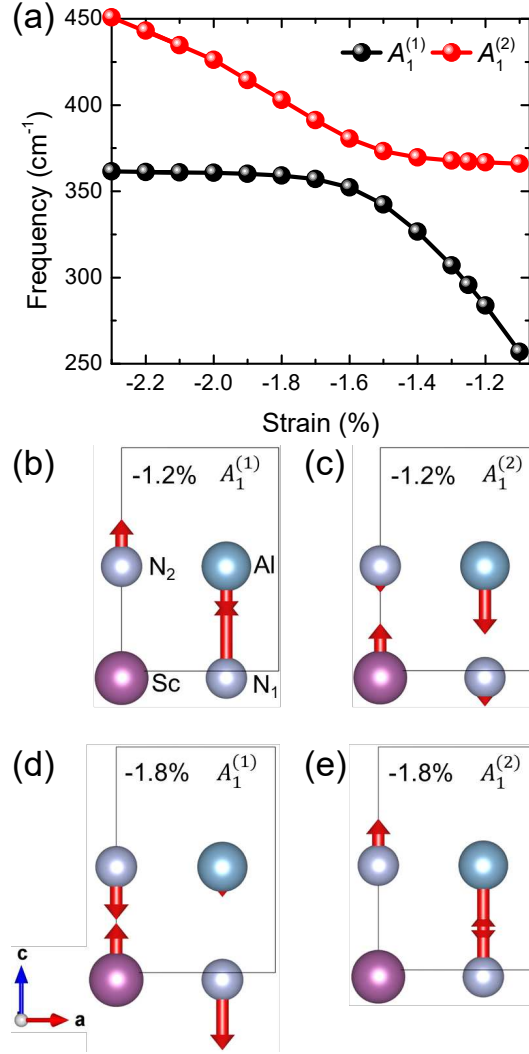 (a)
450
400
350
300
250
Frequency (cm⁻¹)
A₁⁽¹⁾ A₁⁽²⁾
-2.2 -2.0 -1.8 -1.6 -1.4 -1.2
Strain (%)
(b) (c)
-1.2% A₁⁽¹⁾ -1.2% A₁⁽²⁾
N₂ Al
Sc N₁
(d) (e)
-1.8% A₁⁽¹⁾ -1.8% A₁⁽²⁾
c
a